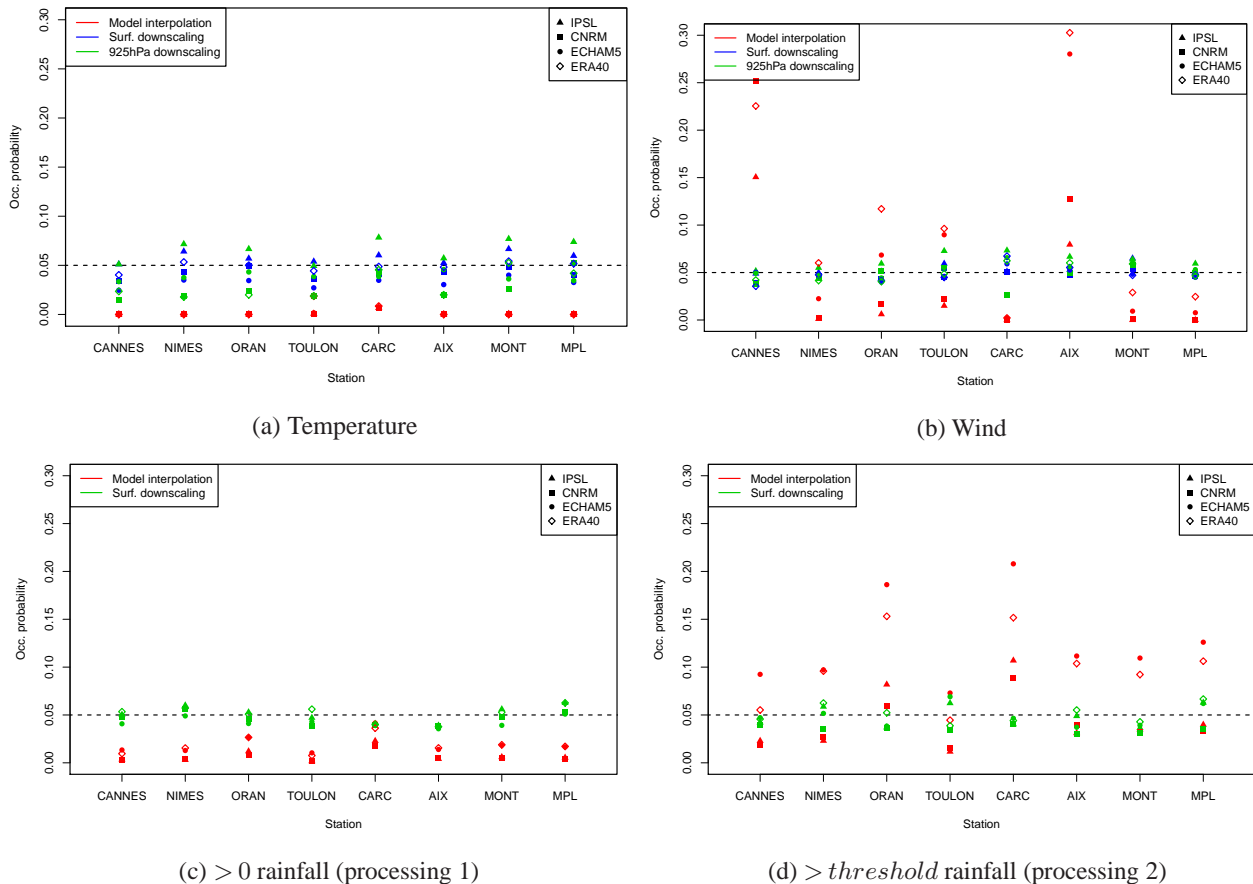 0.00 0.05 0.10 0.15 0.20 0.25 0.30
Occ. probability
Model interpolation
Surf. downscaling
925hPa downscaling
IPSL
CNRM
ECHAM5
ERA40
CANNES NIMES ORAN TOULON CARC AIX MONT MPL
Station
(a) Temperature
0.00 0.05 0.10 0.15 0.20 0.25 0.30
Occ. probability
Model interpolation
Surf. downscaling
925hPa downscaling
IPSL
CNRM
ECHAM5
ERA40
CANNES NIMES ORAN TOULON CARC AIX MONT MPL
Station
(b) Wind
0.00 0.05 0.10 0.15 0.20 0.25 0.30
Occ. probability
Model interpolation
Surf. downscaling
IPSL
CNRM
ECHAM5
ERA40
CANNES NIMES ORAN TOULON CARC AIX MONT MPL
Station
(c) > 0 rainfall (processing 1)
0.00 0.05 0.10 0.15 0.20 0.25 0.30
Occ. probability
Model interpolation
Surf. downscaling
IPSL
CNRM
ECHAM5
ERA40
CANNES NIMES ORAN TOULON CARC AIX MONT MPL
Station
(d) > threshold rainfall (processing 2)